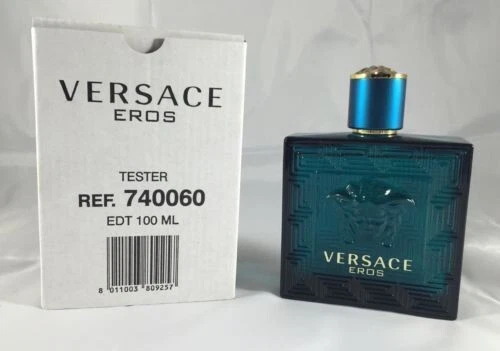 VERSACE
EROS
TESTER
REF. 740060
EDT 100 ML
8 011003 809257
VERSACE
EROS